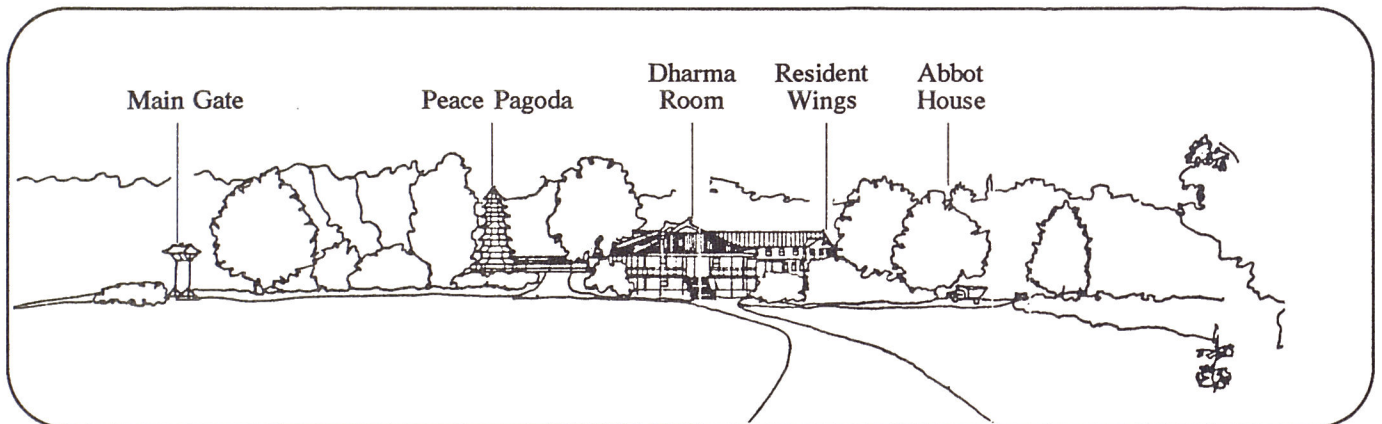 Main Gate
Peace Pagoda
Dharma
Room
Resident
Wings
Abbot
House